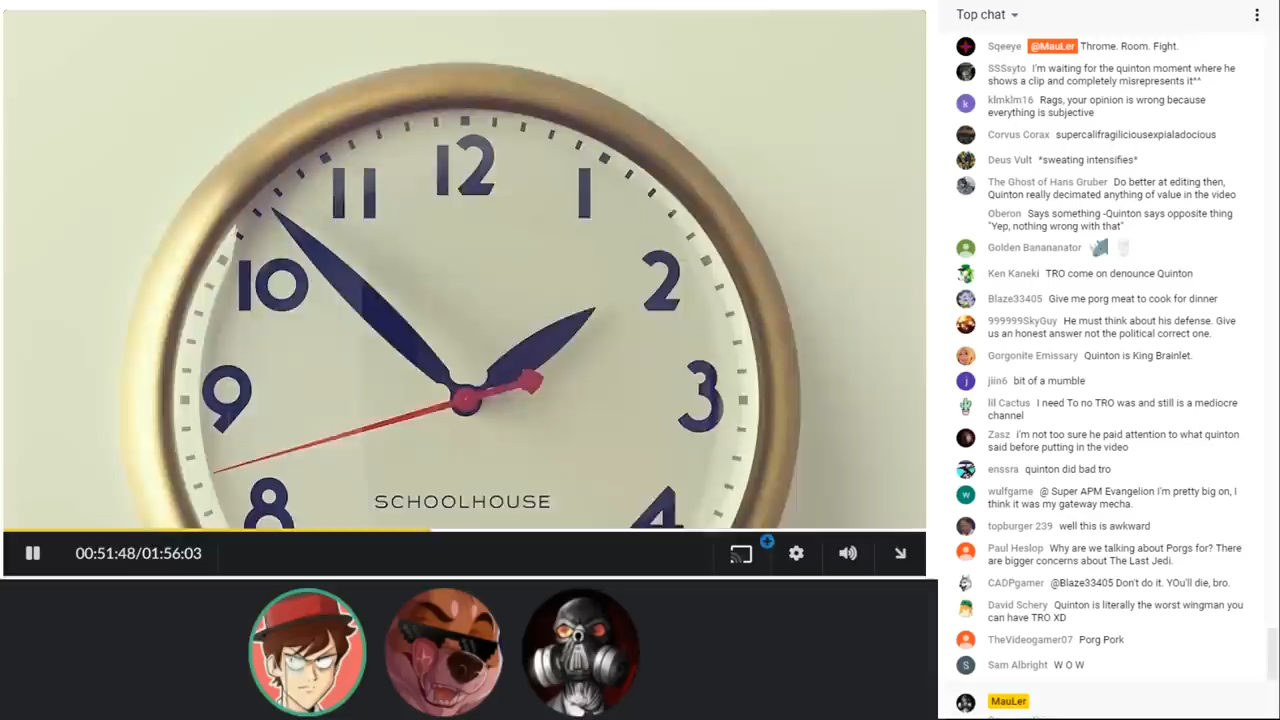 12
11
1
10
2
9
3
8
4
SCHOOLHOUSE
00:51:48/01:56:03
Top chat
Sqeeye @MauLer Throme. Room. Fight.
SSSsyto I'm waiting for the quinton moment where he
shows a clip and completely misrepresents it^^
k
klmklm16 Rags, your opinion is wrong because
everything is subjective
Corvus Corax supercalifragiliciousexpialadocious
Deus Vult *sweating intensifies*
The Ghost of Hans Gruber Do better at editing then,
Quinton really decimated anything of value in the video
Oberon Says something -Quinton says opposite thing
"Yep, nothing wrong with that"
Golden Banananator
Ken Kaneki TRO come on denounce Quinton
Blaze33405 Give me porg meat to cook for dinner
999999SkyGuy He must think about his defense. Give
us an honest answer not the political correct one.
Gorgonite Emissary Quinton is King Brainlet.
j
jiin6 bit of a mumble
lil Cactus I need To no TRO was and still is a mediocre
channel
Zasz i'm not too sure he paid attention to what quinton
said before putting in the video
enssra quinton did bad tro
w
wulfgame @ Super APM Evangelion I'm pretty big on, I
think it was my gateway mecha.
topburger 239 well this is awkward
Paul Heslop Why are we talking about Porgs for? There
are bigger concerns about The Last Jedi.
CADPgamer @Blaze33405 Don't do it. YOu'll die, bro.
David Schery Quinton is literally the worst wingman you
can have TRO XD
TheVideogamer07 Porg Pork
S
Sam Albright W O W
MauLer